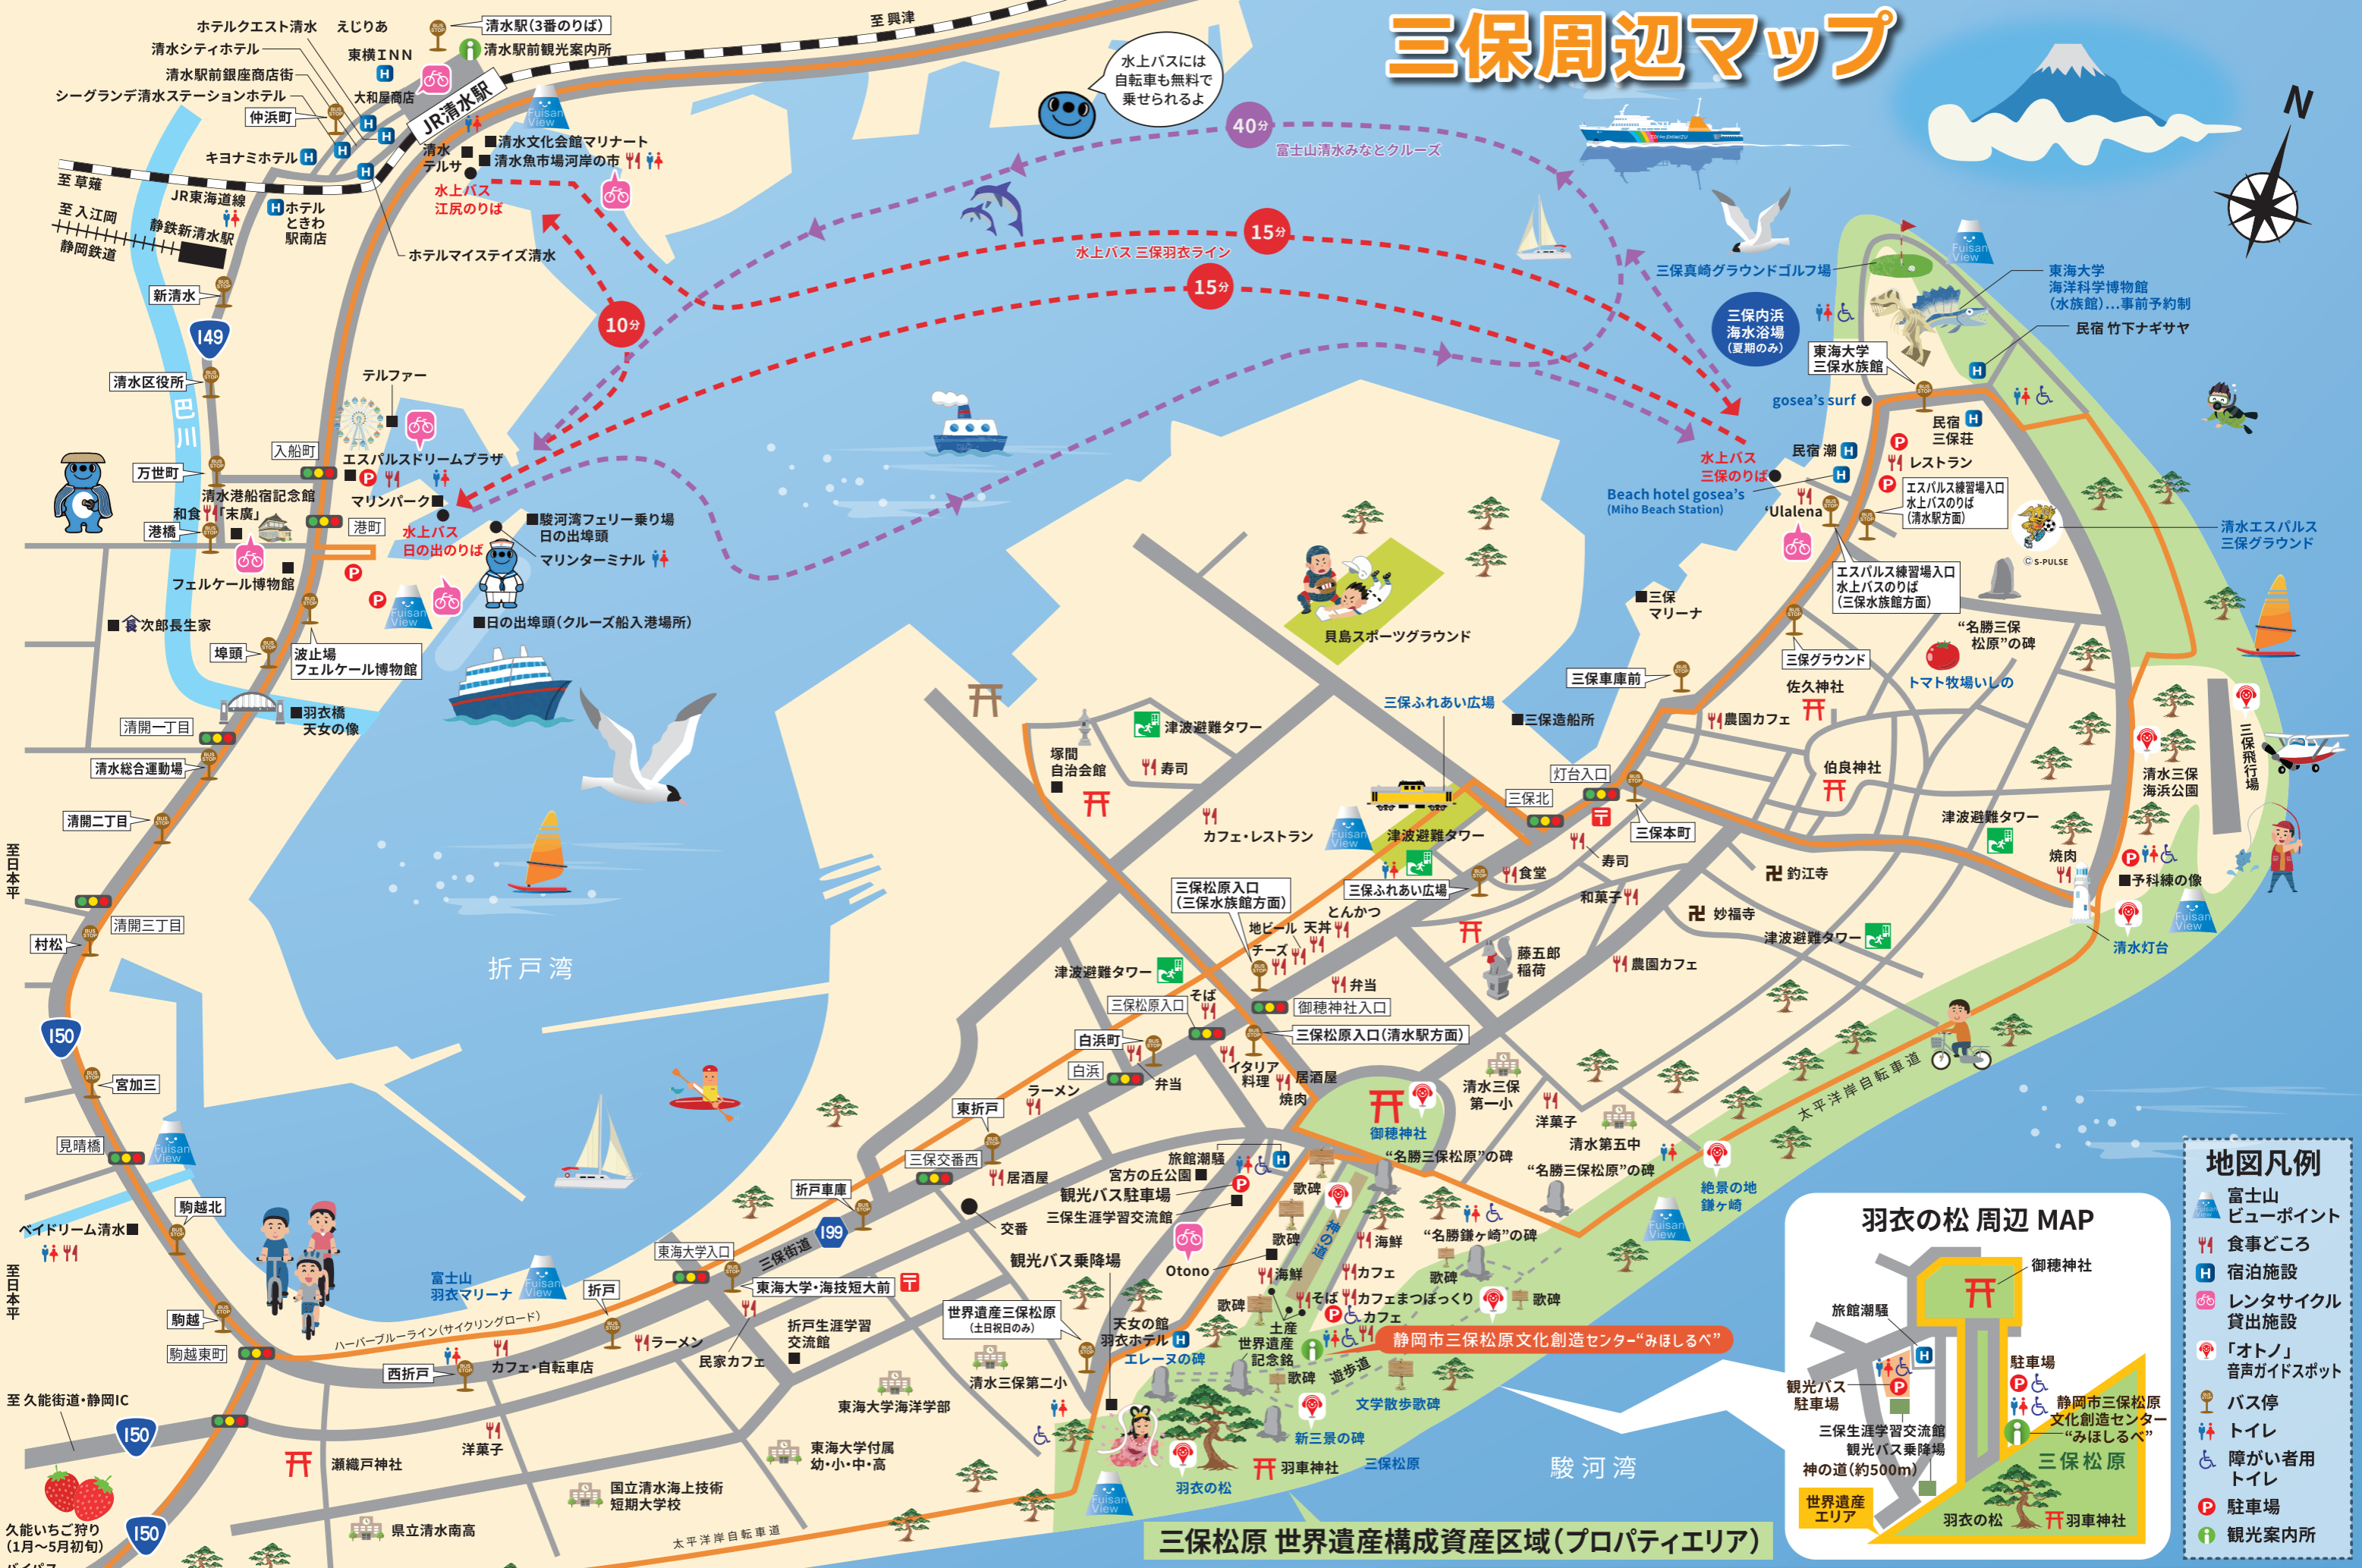 三保周辺マップ
ホテルクエスト清水
えじりあ
清水シティホテル
東横INN
清水駅前銀座商店街
シーグランデ清水ステーションホテル
大和屋商店
仲浜町
キヨナミホテル
清水駅(3番のりば)
清水駅前観光案内所
至 興津
JR清水駅
Fujisan View
清水文化会館マリナート
清水テルサ
清水魚市場河岸の市
水上バス
江尻のりば
至 草薙
JR東海道線
至 入江岡
静鉄新清水駅
静岡鉄道
ホテル
ときわ
駅南店
ホテルマイステイズ清水
水上バスには
自転車も無料で
乗せられるよ
40分
富士山清水みなとクルーズ
15分
水上バス 三保羽衣ライン
15分
10分
N
新清水
149
清水区役所
巴川
テルファー
入船町
エスパルスドリームプラザ
万世町
清水港船宿記念館
「末廣」
和食
マリンパーク
港橋
港町
水上バス
日の出のりば
駿河湾フェリー乗り場
日の出埠頭
マリンターミナル
フェルケール博物館
次郎長生家
日の出埠頭(クルーズ船入港場所)
埠頭
波止場
フェルケール博物館
羽衣橋
天女の像
清開一丁目
清水総合運動場
清開二丁目
至日本平
清開三丁目
村松
150
宮加三
見晴橋
ベイドリーム清水
駒越北
至日本平
駒越
駒越東町
至 久能街道・静岡IC
150
久能いちご狩り
(1月~5月初旬)
150
バイパス
折戸湾
三保真崎グラウンドゴルフ場
東海大学
海洋科学博物館
(水族館)…事前予約制
民宿 竹下ナギサヤ
三保内浜
海水浴場
(夏期のみ)
東海大学
三保水族館
gosea's surf
民宿
三保荘
民宿 潮
レストラン
水上バス
三保のりば
Beach hotel gosea's
(Miho Beach Station)
'Ulalena
エスパルス練習場入口
水上バスのりば
(清水駅方面)
エスパルス練習場入口
水上バスのりば
(三保水族館方面)
© S-PULSE
清水エスパルス
三保グラウンド
三保
マリーナ
貝島スポーツグラウンド
三保グラウンド
"名勝三保
松原"の碑
トマト牧場いしの
三保車庫前
佐久神社
三保ふれあい広場
三保造船所
農園カフェ
伯良神社
三保飛行場
清水三保
海浜公園
灯台入口
三保北
三保本町
津波避難タワー
焼肉
予科練の像
清水灯台
塚間
自治会館
津波避難タワー
寿司
カフェ・レストラン
津波避難タワー
三保ふれあい広場
食堂
寿司
和菓子
釣江寺
妙福寺
津波避難タワー
三保松原入口
(三保水族館方面)
とんかつ
地ビール
天丼
チーズ
津波避難タワー
三保松原入口
そば
弁当
御穂神社入口
藤五郎
稲荷
農園カフェ
白浜町
白浜
弁当
三保松原入口(清水駅方面)
イタリア
料理
居酒屋
焼肉
ラーメン
東折戸
三保交番西
居酒屋
交番
折戸車庫
199
三保街道
東海大学入口
東海大学・海技短大前
御穂神社
清水三保
第一小
洋菓子
清水第五中
太平洋岸自転車道
"名勝三保松原"の碑
"名勝三保松原"の碑
絶景の地
鎌ヶ崎
旅館潮騒
宮方の丘公園
観光バス駐車場
三保生涯学習交流館
歌碑
歌碑
神の道
海鮮
"名勝鎌ヶ崎"の碑
観光バス乗降場
Otono
海鮮
カフェ
歌碑
歌碑
歌碑
そば
カフェまつぼっくり
カフェ
土産
静岡市三保松原文化創造センター"みほしるべ"
世界遺産三保松原
(土日祝日のみ)
天女の館
羽衣ホテル
エレーヌの碑
世界遺産
記念銘
歌碑
遊歩道
文学散歩歌碑
新三景の碑
羽衣の松
羽車神社
三保松原
駿河湾
富士山
羽衣マリーナ
折戸
ハーバーブルーライン(サイクリングロード)
西折戸
カフェ・自転車店
ラーメン
民家カフェ
折戸生涯学習
交流館
清水三保第二小
東海大学海洋学部
東海大学付属
幼・小・中・高
洋菓子
瀬織戸神社
国立清水海上技術
短期大学校
県立清水南高
太平洋岸自転車道
三保松原 世界遺産構成資産区域(プロパティエリア)
羽衣の松 周辺 MAP
御穂神社
旅館潮騒
観光バス
駐車場
駐車場
静岡市三保松原
文化創造センター
"みほしるべ"
三保生涯学習交流館
観光バス乗降場
神の道(約500m)
三保松原
世界遺産
エリア
羽衣の松
羽車神社
地図凡例
富士山
ビューポイント
食事どころ
宿泊施設
レンタサイクル
貸出施設
「オトノ」
音声ガイドスポット
バス停
トイレ
障がい者用
トイレ
駐車場
観光案内所